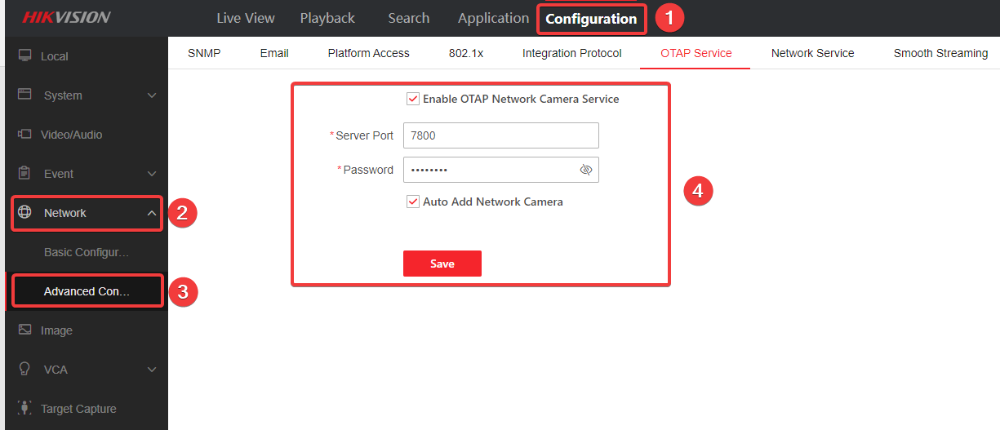 HIKVISION
Live View Playback Search Application Configuration 1
Local
System
Video/Audio
Event
Network 2
Basic Configur...
Advanced Con... 3
Image
VCA
Target Capture
SNMP Email Platform Access 802.1x Integration Protocol OTAP Service Network Service Smooth Streaming
Enable OTAP Network Camera Service
*Server Port 7800
*Password ••••••••
Auto Add Network Camera
Save
4